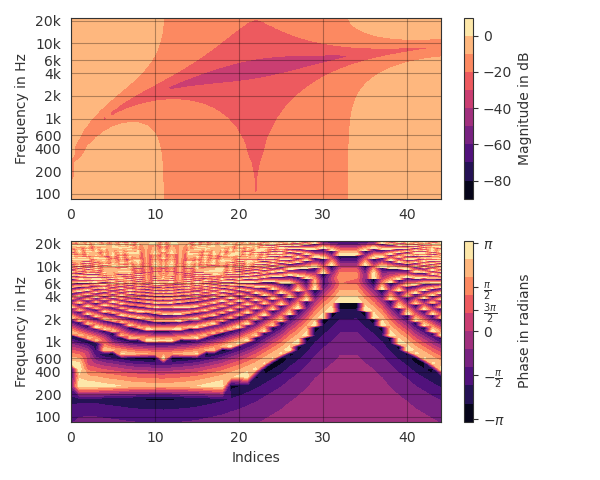 20k
10k
6k
4k
2k
1k
600
400
200
100
Frequency in Hz
0 10 20 30 40
0
−20
−40
−60
−80
Magnitude in dB
20k
10k
6k
4k
2k
1k
600
400
200
100
Frequency in Hz
0 10 20 30 40
Indices
π
π/2
3π/2
0
−π/2
−π
Phase in radians